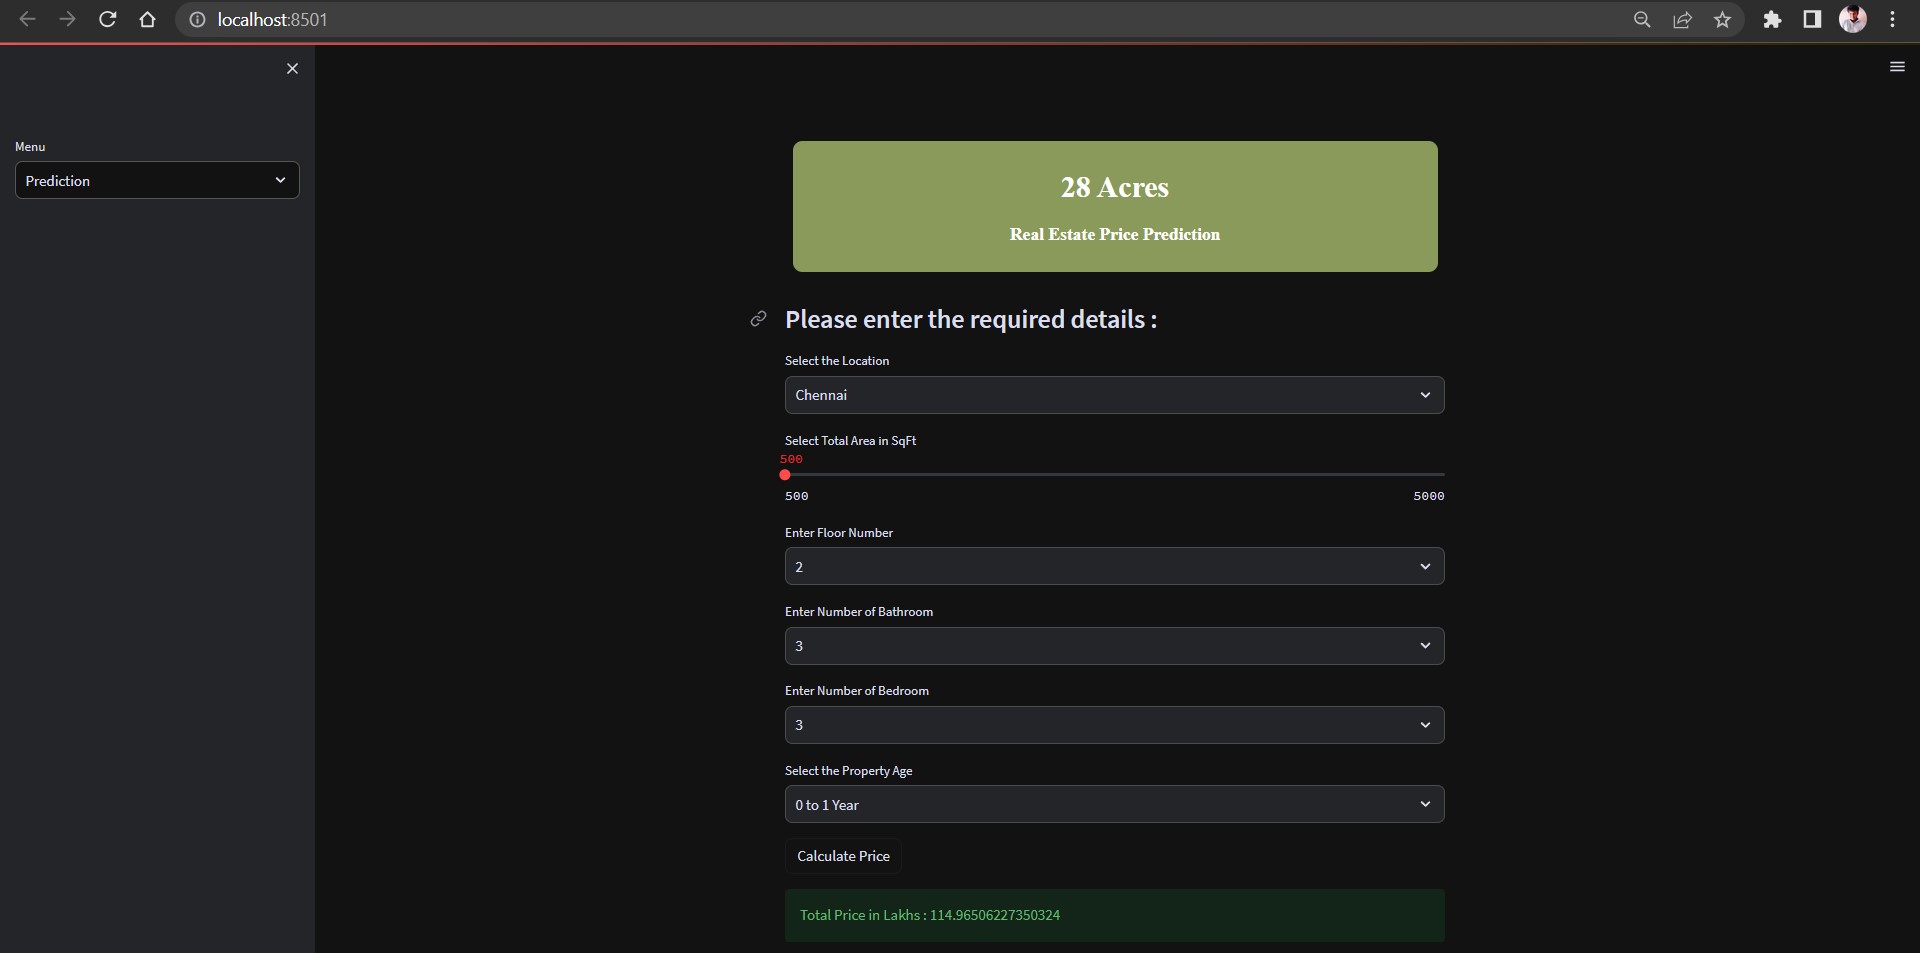 localhost:8501
Menu
Prediction
28 Acres
Real Estate Price Prediction
Please enter the required details :
Select the Location
Chennai
Select Total Area in SqFt
500
500 5000
Enter Floor Number
2
Enter Number of Bathroom
3
Enter Number of Bedroom
3
Select the Property Age
0 to 1 Year
Calculate Price
Total Price in Lakhs : 114.96506227350324